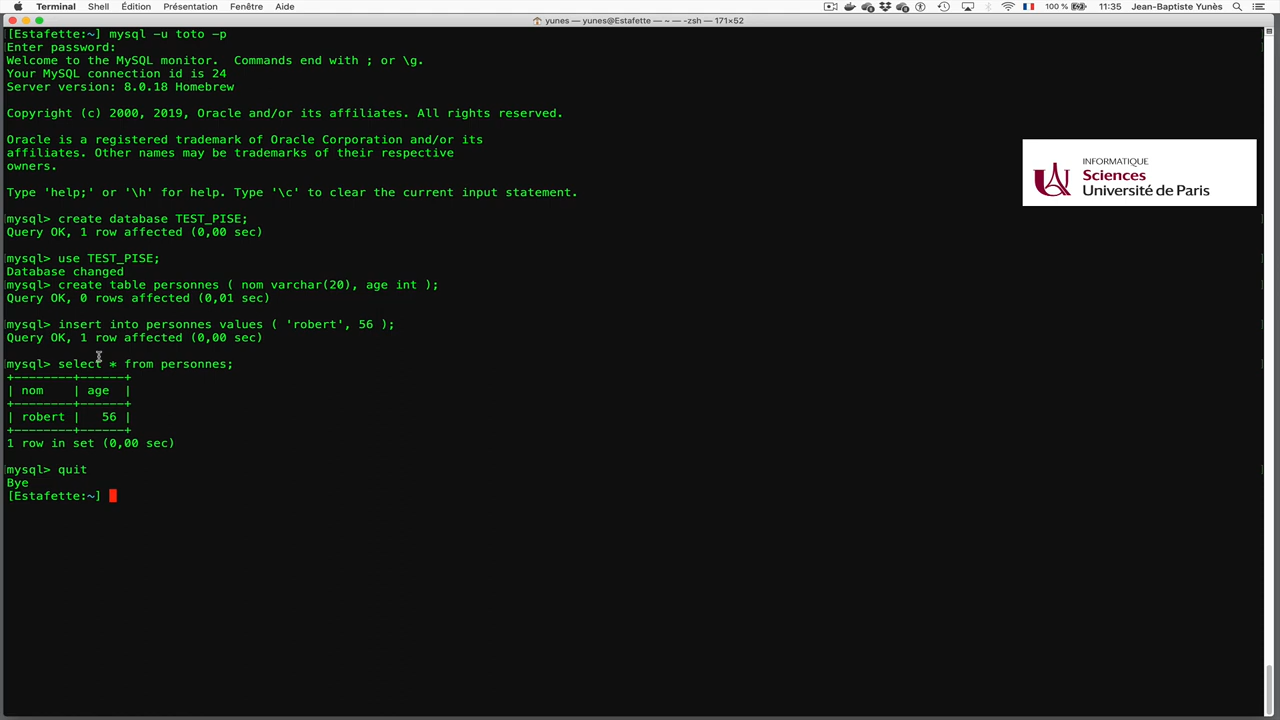 Terminal Shell Édition Présentation Fenêtre Aide 100 % 11:35 Jean-Baptiste Yunès
yunes — yunes@Estafette — ~ — -zsh — 171×52
[Estafette:~] mysql -u toto -p
Enter password:
Welcome to the MySQL monitor.  Commands end with ; or \g.
Your MySQL connection id is 24
Server version: 8.0.18 Homebrew
Copyright (c) 2000, 2019, Oracle and/or its affiliates. All rights reserved.
Oracle is a registered trademark of Oracle Corporation and/or its
affiliates. Other names may be trademarks of their respective
owners.
INFORMATIQUE
Sciences
Université de Paris
Type 'help;' or '\h' for help. Type '\c' to clear the current input statement.
mysql> create database TEST_PISE;
Query OK, 1 row affected (0,00 sec)
mysql> use TEST_PISE;
Database changed
mysql> create table personnes ( nom varchar(20), age int );
Query OK, 0 rows affected (0,01 sec)
mysql> insert into personnes values ( 'robert', 56 );
Query OK, 1 row affected (0,00 sec)
mysql> select * from personnes;
+--------+------+
| nom    | age  |
+--------+------+
| robert |   56 |
+--------+------+
1 row in set (0,00 sec)
mysql> quit
Bye
[Estafette:~]